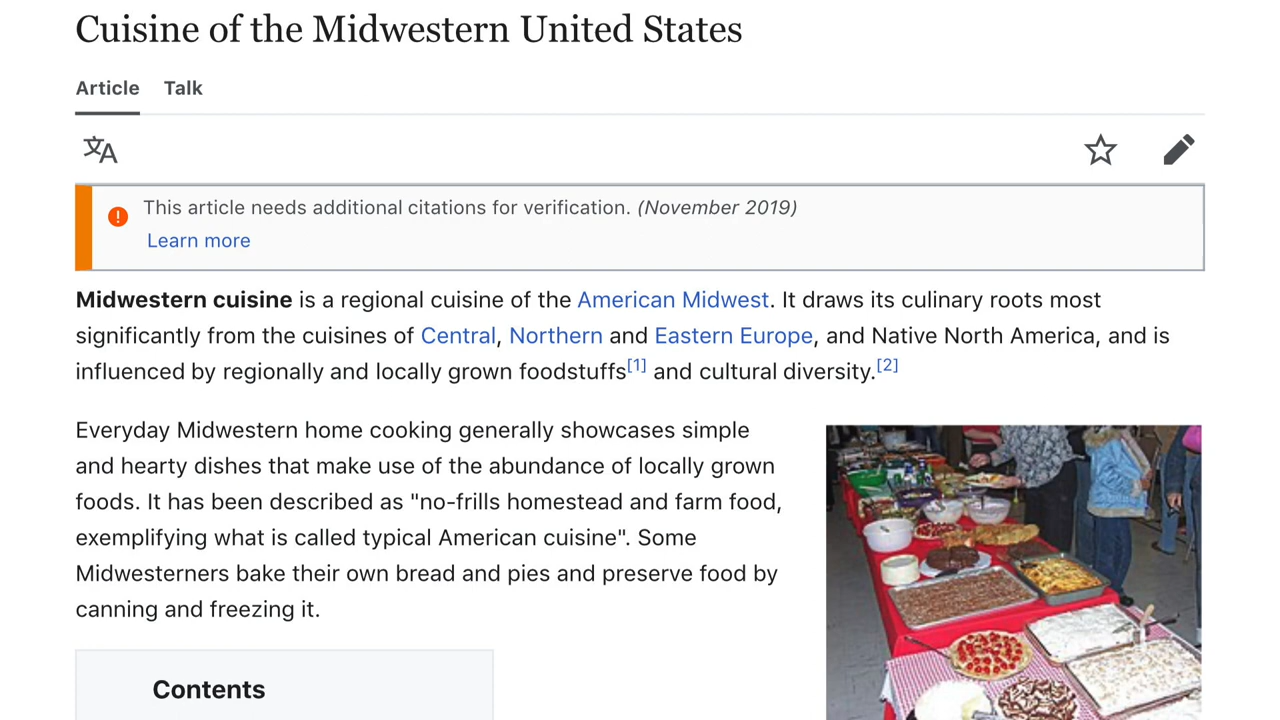 Cuisine of the Midwestern United States
Article Talk
文A
This article needs additional citations for verification. (November 2019)
Learn more
Midwestern cuisine is a regional cuisine of the American Midwest. It draws its culinary roots most
significantly from the cuisines of Central, Northern and Eastern Europe, and Native North America, and is
influenced by regionally and locally grown foodstuffs[1] and cultural diversity.[2]
Everyday Midwestern home cooking generally showcases simple
and hearty dishes that make use of the abundance of locally grown
foods. It has been described as "no-frills homestead and farm food,
exemplifying what is called typical American cuisine". Some
Midwesterners bake their own bread and pies and preserve food by
canning and freezing it.
Contents